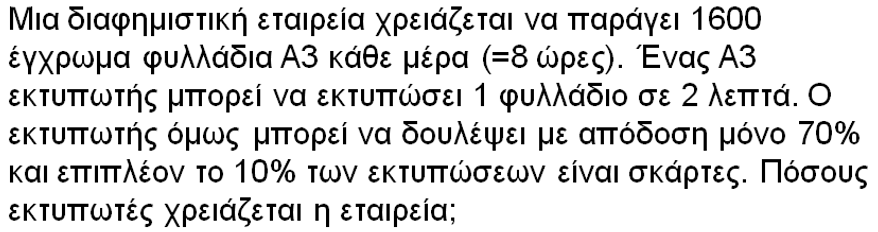 Μια διαφημιστική εταιρεία χρειάζεται να παράγει 1600
έγχρωμα φυλλάδια Α3 κάθε μέρα (=8 ώρες). Ένας Α3
εκτυπωτής μπορεί να εκτυπώσει 1 φυλλάδιο σε 2 λεπτά. Ο
εκτυπωτής όμως μπορεί να δουλέψει με απόδοση μόνο 70%
και επιπλέον το 10% των εκτυπώσεων είναι σκάρτες. Πόσους
εκτυπωτές χρειάζεται η εταιρεία;